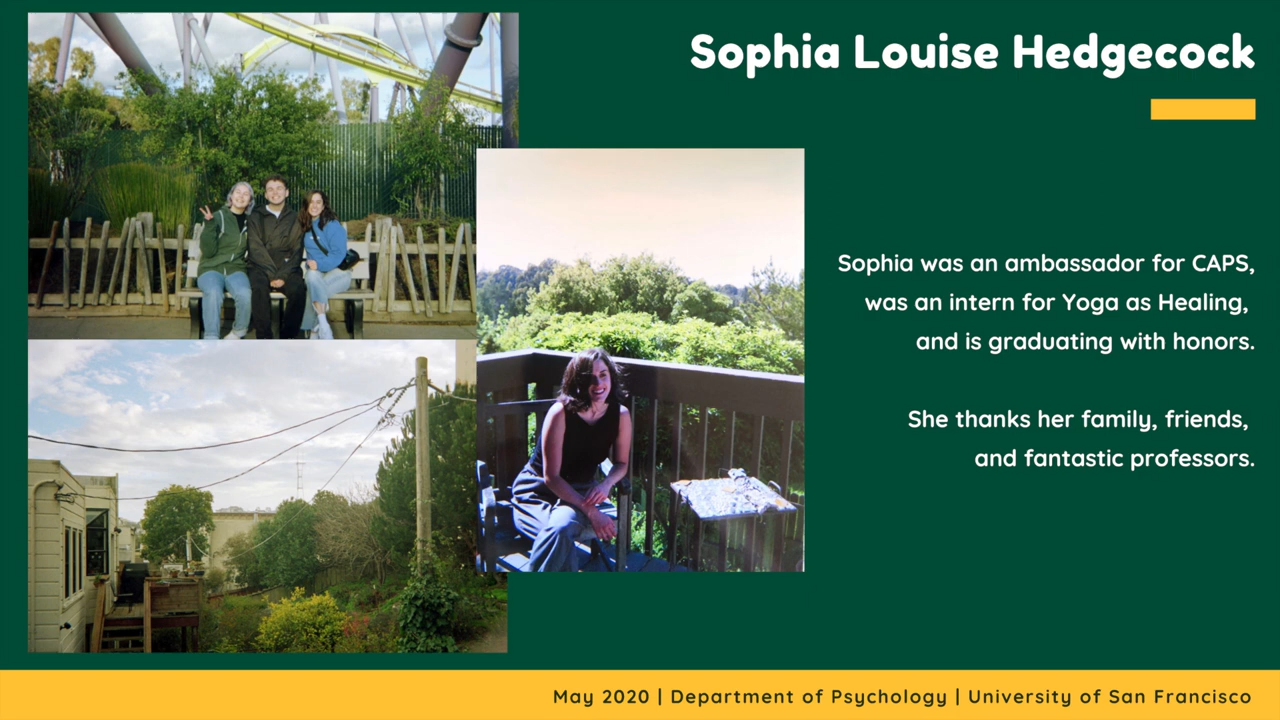 Sophia Louise Hedgecock
Sophia was an ambassador for CAPS,
was an intern for Yoga as Healing,
and is graduating with honors.
She thanks her family, friends,
and fantastic professors.
May 2020 | Department of Psychology | University of San Francisco